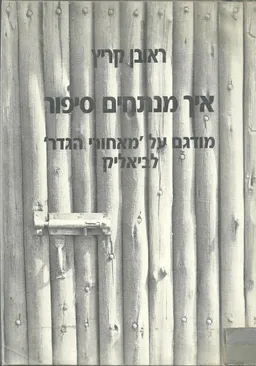 ראובן קריץ
איך מנתחים סיפור
מודגם על 'מאחורי הגדר'
לביאליק